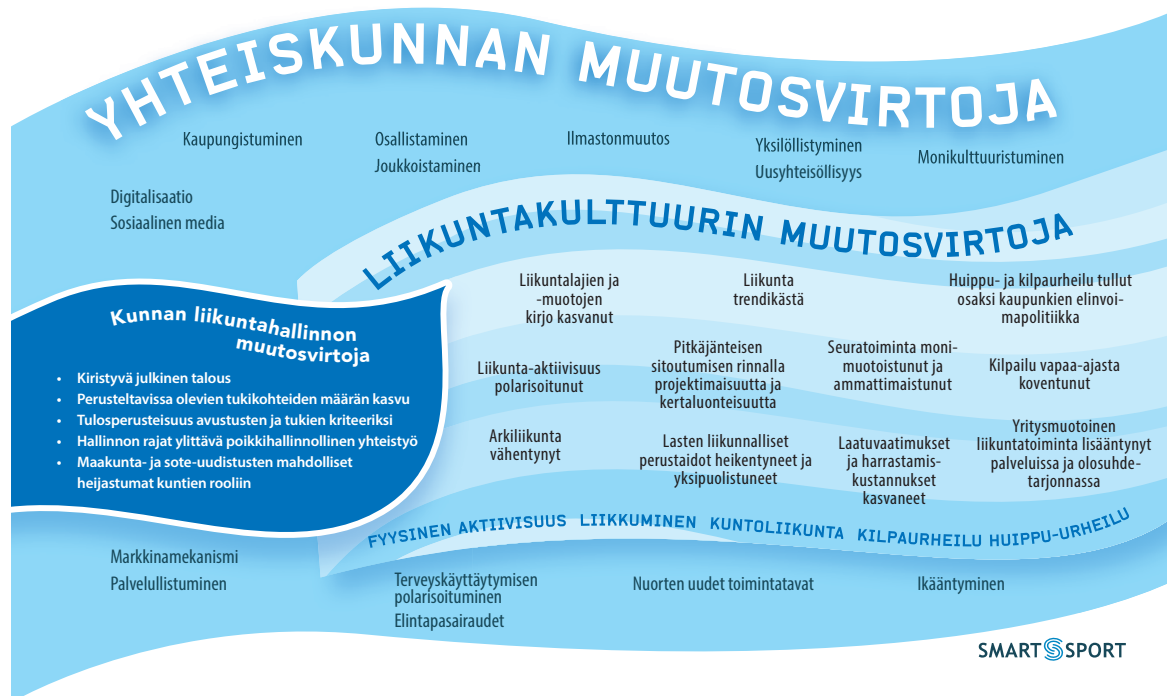 YHTEISKUNNAN MUUTOSVIRTOJA
Kaupungistuminen
Osallistaminen
Joukkoistaminen
Ilmastonmuutos
Yksilöllistyminen
Uusyhteisöllisyys
Monikulttuuristuminen
Digitalisaatio
Sosiaalinen media
LIIKUNTAKULTTUURIN MUUTOSVIRTOJA
Liikuntalajien ja
-muotojen
kirjo kasvanut
Liikunta
trendikästä
Huippu- ja kilpaurheilu tullut
osaksi kaupunkien elinvoi-
mapolitiikka
Kunnan liikuntahallinnon
muutosvirtoja
• Kiristyvä julkinen talous
• Perusteltavissa olevien tukikohteiden määrän kasvu
• Tulosperusteisuus avustusten ja tukien kriteeriksi
• Hallinnon rajat ylittävä poikkihallinnollinen yhteistyö
• Maakunta- ja sote-uudistusten mahdolliset
heijastumat kuntien rooliin
Liikunta-aktiivisuus
polarisoitunut
Pitkäjänteisen
sitoutumisen rinnalla
projektimaisuutta ja
kertaluonteisuutta
Seuratoiminta moni-
muotoistunut ja
ammattimaistunut
Kilpailu vapaa-ajasta
koventunut
Arkiliikunta
vähentynyt
Lasten liikunnalliset
perustaidot heikentyneet ja
yksipuolistuneet
Laatuvaatimukset
ja harrastamis-
kustannukset
kasvaneet
Yritysmuotoinen
liikuntatoiminta lisääntynyt
palveluissa ja olosuhde-
tarjonnassa
FYYSINEN AKTIIVISUUS LIIKKUMINEN KUNTOLIIKUNTA KILPAURHEILU HUIPPU-URHEILU
Markkinamekanismi
Palvelullistuminen
Terveyskäyttäytymisen
polarisoituminen
Elintapasairaudet
Nuorten uudet toimintatavat
Ikääntyminen
SMART SPORT